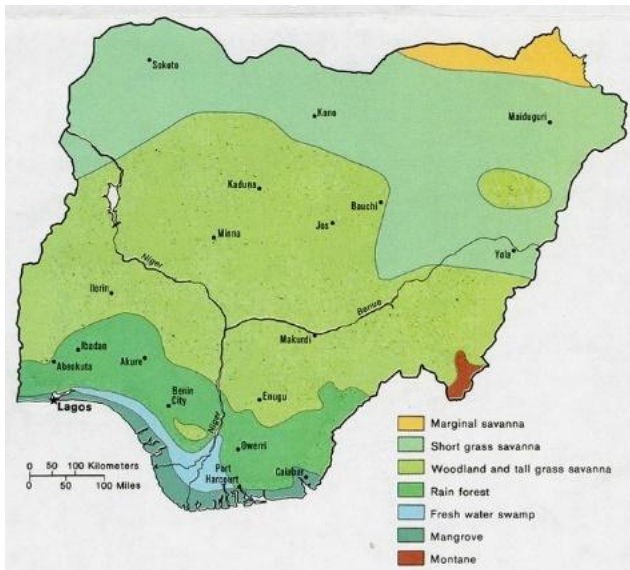 Sokoto
Kano
Maiduguri
Kaduna
Bauchi
Jos
Minna
Yola
Niger
Benue
Ilorin
Makurdi
Ibadan
Abeokuta
Akure
Enugu
Benin
City
Lagos
Niger
Owerri
Port
Harcourt
Calabar
0 50 100 Kilometers
0 50 100 Miles
Marginal savanna
Short grass savanna
Woodland and tall grass savanna
Rain forest
Fresh water swamp
Mangrove
Montane